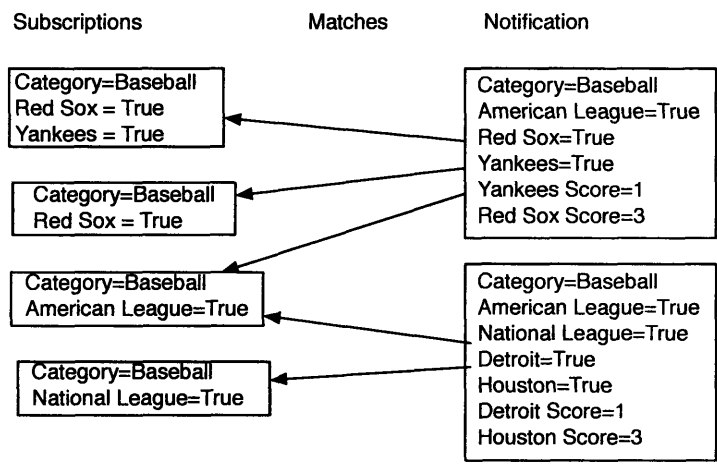 Subscriptions
Matches
Notification
Category=Baseball
Red Sox = True
Yankees = True
Category=Baseball
Red Sox = True
Category=Baseball
American League=True
Category=Baseball
National League=True
Category=Baseball
American League=True
Red Sox=True
Yankees=True
Yankees Score=1
Red Sox Score=3
Category=Baseball
American League=True
National League=True
Detroit=True
Houston=True
Detroit Score=1
Houston Score=3